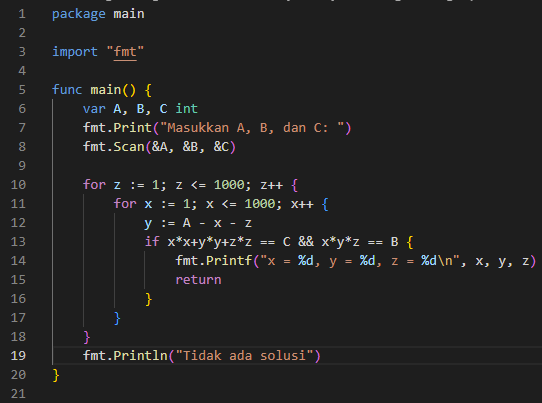 1 package main
2
3 import "fmt"
4
5 func main() {
6     var A, B, C int
7     fmt.Print("Masukkan A, B, dan C: ")
8     fmt.Scan(&A, &B, &C)
9
10     for z := 1; z <= 1000; z++ {
11         for x := 1; x <= 1000; x++ {
12             y := A - x - z
13             if x*x+y*y+z*z == C && x*y*z == B {
14                 fmt.Printf("x = %d, y = %d, z = %d\n", x, y, z)
15                 return
16             }
17         }
18     }
19     fmt.Println("Tidak ada solusi")
20 }
21